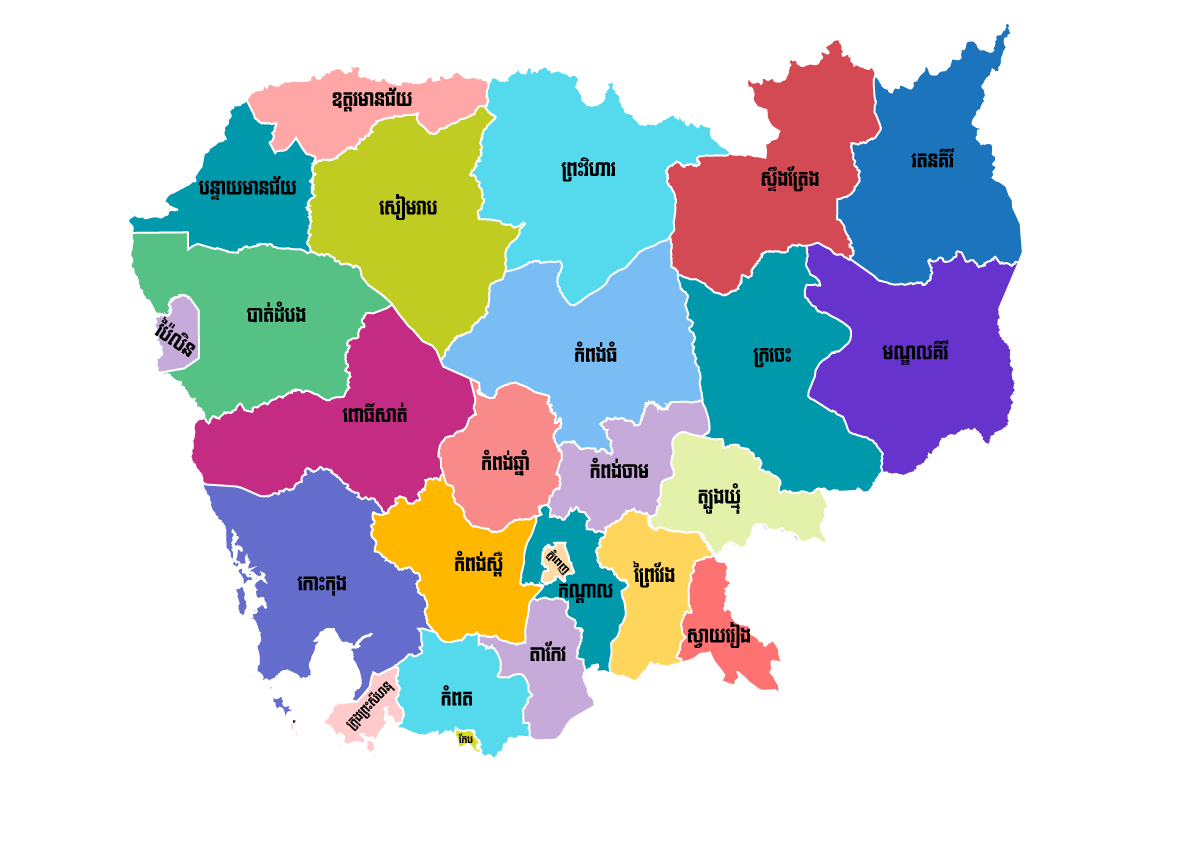 ឧត្តរមានជ័យ
បន្ទាយមានជ័យ
សៀមរាប
ព្រះវិហារ
ស្ទឹងត្រែង
រតនគីរី
បាត់ដំបង
ប៉ៃលិន
កំពង់ធំ
ក្រចេះ
មណ្ឌលគីរី
ពោធិ៍សាត់
កំពង់ឆ្នាំ
កំពង់ចាម
ត្បូងឃ្មុំ
កោះកុង
កំពង់ស្ពឺ
ភ្នំពេញ
កណ្តាល
ព្រៃវែង
ស្វាយរៀង
តាកែវ
កំពត
ក្រុងព្រះសីហនុ
កែប